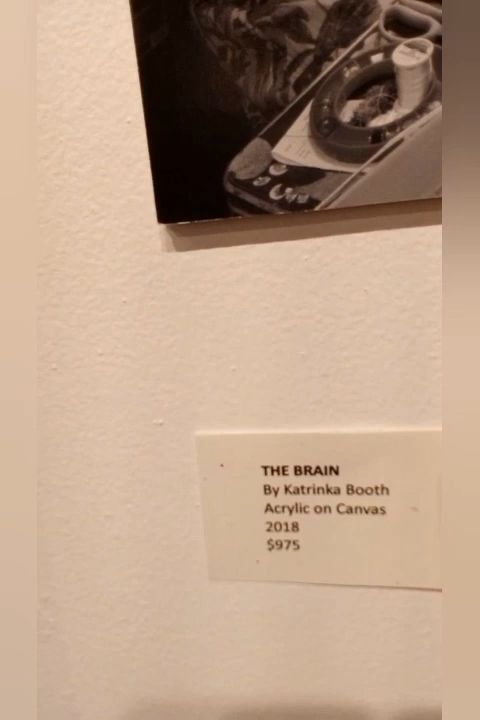 THE BRAIN
By Katrinka Booth
Acrylic on Canvas
2018
$975